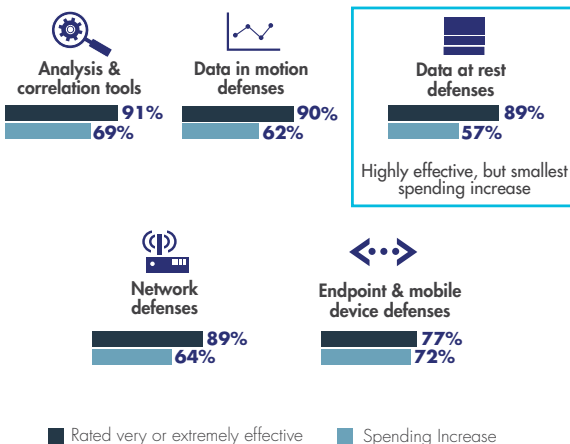 Analysis &
correlation tools
91%
69%
Data in motion
defenses
90%
62%
Data at rest
defenses
89%
57%
Highly effective, but smallest
spending increase
Network
defenses
89%
64%
Endpoint & mobile
device defenses
77%
72%
Rated very or extremely effective
Spending Increase